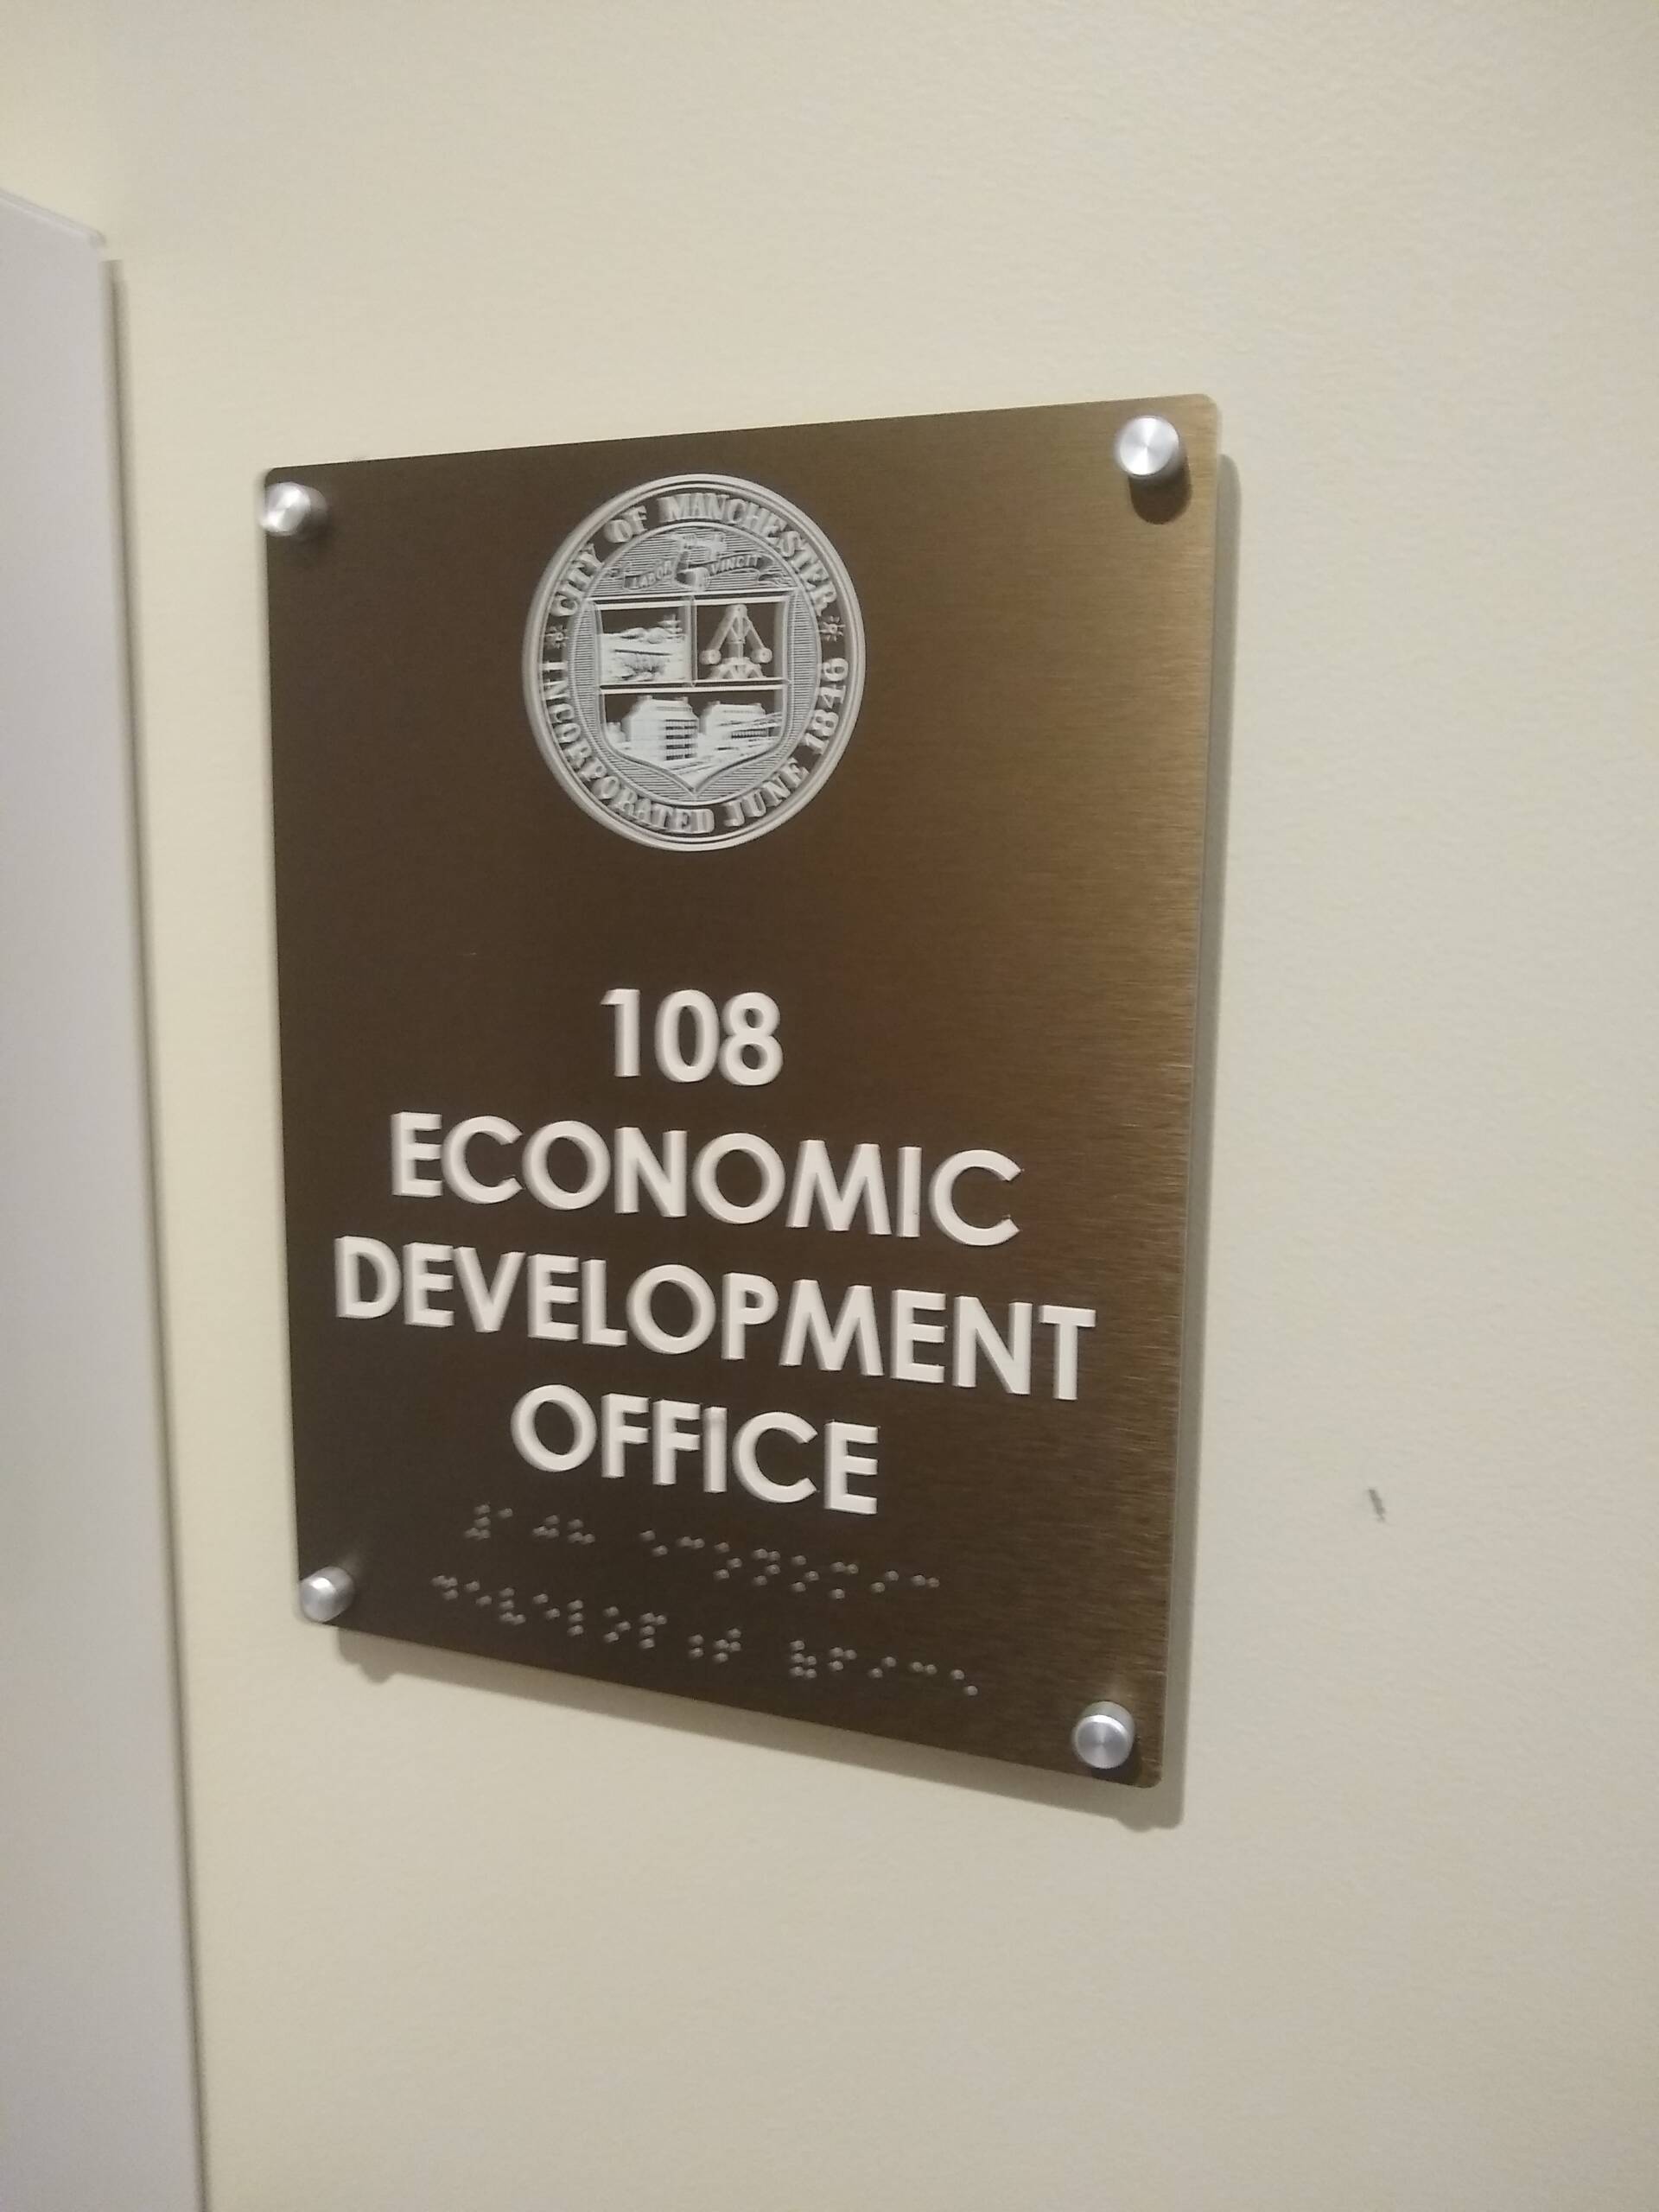 CITY OF MANCHESTER
LABOR VINCIT
INCORPORATED JUNE 1846
108
ECONOMIC
DEVELOPMENT
OFFICE